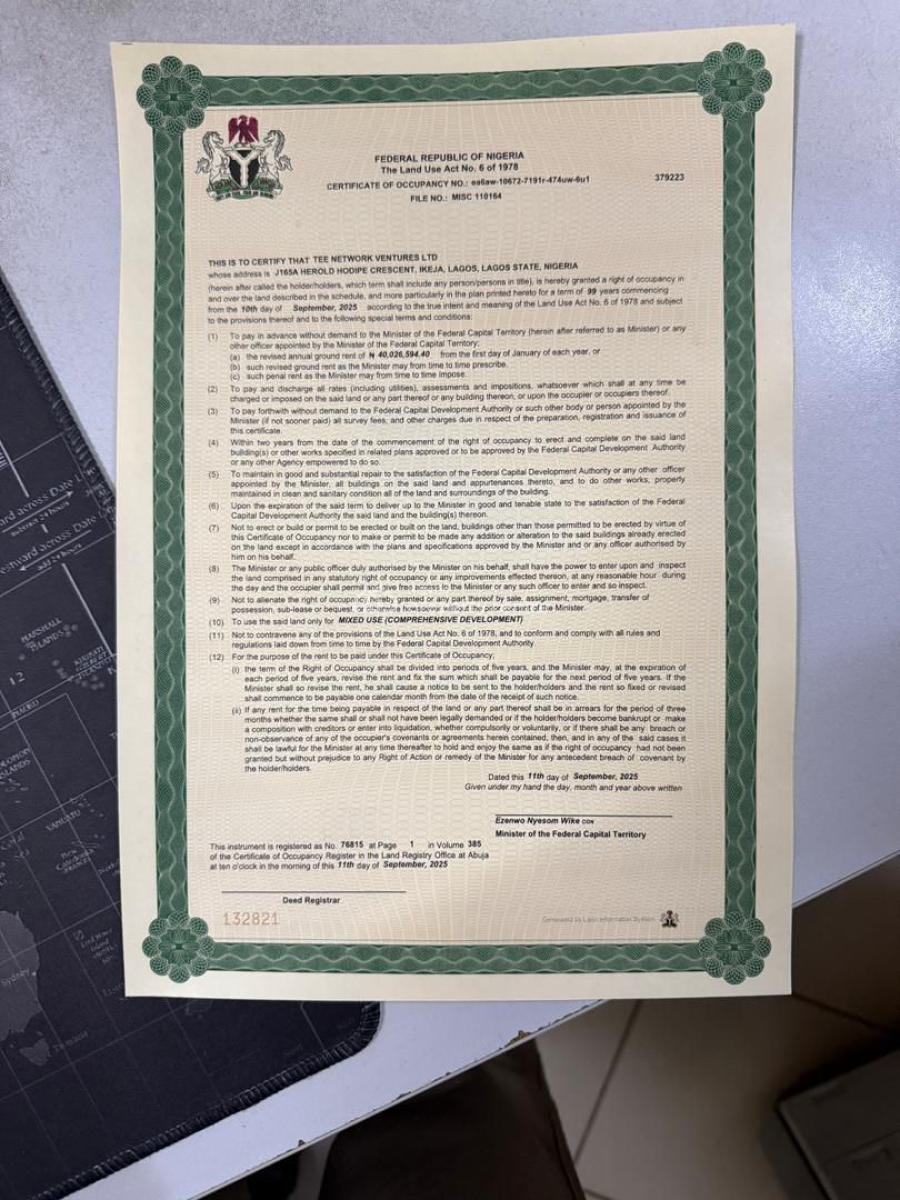 FEDERAL REPUBLIC OF NIGERIA
The Land Use Act No. 6 of 1978
CERTIFICATE OF OCCUPANCY NO.: ea6aw-10672-7191r-474uw-6u1
379223
FILE NO.: MISC 110164
THIS IS TO CERTIFY THAT TEE NETWORK VENTURES LTD
whose address is J165A HEROLD HODIPE CRESCENT, IKEJA, LAGOS, LAGOS STATE, NIGERIA
(herein after called the holder/holders, which term shall include any person/persons in title), is hereby granted a right of occupancy in
and over the land described in the schedule, and more particularly in the plan printed hereto for a term of 99 years commencing
from the 10th day of September, 2025 according to the true intent and meaning of the Land Use Act No. 6 of 1978 and subject
to the provisions thereof and to the following special terms and conditions:
(1) To pay in advance without demand to the Minister of the Federal Capital Territory (herein after referred to as Minister) or any
other officer appointed by the Minister of the Federal Capital Territory:
(a) the revised annual ground rent of ₦ 40,026,594.40 from the first day of January of each year, or
(b) such revised ground rent as the Minister may from time to time prescribe.
(c) such penal rent as the Minister may from time to time impose.
(2) To pay and discharge all rates (including utilities), assessments and impositions, whatsoever which shall at any time be
charged or imposed on the said land or any part thereof or any building thereon, or upon the occupier or occupiers thereof.
(3) To pay forthwith without demand to the Federal Capital Development Authority or such other body or person appointed by the
Minister (if not sooner paid) all survey fees, and other charges due in respect of the preparation, registration and issuance of
this certificate.
(4) Within two years from the date of the commencement of the right of occupancy to erect and complete on the said land
building(s) or other works specified in related plans approved or to be approved by the Federal Capital Development Authority
or any other Agency empowered to do so.
(5) To maintain in good and substantial repair to the satisfaction of the Federal Capital Development Authority or any other officer
appointed by the Minister, all buildings on the said land and appurtenances thereto, and to do other works, properly
maintained in clean and sanitary condition all of the land and surroundings of the building.
(6) Upon the expiration of the said term to deliver up to the Minister in good and tenable state to the satisfaction of the Federal
Capital Development Authority the said land and the building(s) thereon.
(7) Not to erect or build or permit to be erected or built on the land, buildings other than those permitted to be erected by virtue of
this Certificate of Occupancy nor to make or permit to be made any addition or alteration to the said buildings already erected
on the land except in accordance with the plans and specifications approved by the Minister and or any officer authorised by
him on his behalf.
(8) The Minister or any public officer duly authorised by the Minister on his behalf, shall have the power to enter upon and inspect
the land comprised in any statutory right of occupancy or any improvements effected thereon, at any reasonable hour during
the day and the occupier shall permit and give free access to the Minister or any such officer to enter and so inspect.
(9) Not to alienate the right of occupancy hereby granted or any part thereof by sale, assignment, mortgage, transfer of
possession, sub-lease or bequest, or otherwise howsoever without the prior consent of the Minister.
(10) To use the said land only for MIXED USE (COMPREHENSIVE DEVELOPMENT)
(11) Not to contravene any of the provisions of the Land Use Act No. 6 of 1978, and to conform and comply with all rules and
regulations laid down from time to time by the Federal Capital Development Authority.
(12) For the purpose of the rent to be paid under this Certificate of Occupancy;
(i) the term of the Right of Occupancy shall be divided into periods of five years, and the Minister may, at the expiration of
each period of five years, revise the rent and fix the sum which shall be payable for the next period of five years. If the
Minister shall so revise the rent, he shall cause a notice to be sent to the holder/holders and the rent so fixed or revised
shall commence to be payable one calendar month from the date of the receipt of such notice.
(ii) If any rent for the time being payable in respect of the land or any part thereof shall be in arrears for the period of three
months whether the same shall or shall not have been legally demanded or if the holder/holders become bankrupt or make
a composition with creditors or enter into liquidation, whether compulsorily or voluntarily, or if there shall be any breach or
non-observance of any of the occupier's covenants or agreements herein contained, then, and in any of the said cases it
shall be lawful for the Minister at any time thereafter to hold and enjoy the same as if the right of occupancy had not been
granted but without prejudice to any Right of Action or remedy of the Minister for any antecedent breach of covenant by
the holder/holders.
Dated this 11th day of September, 2025
Given under my hand the day, month and year above written
Ezenwo Nyesom Wike CON
Minister of the Federal Capital Territory
This instrument is registered as No. 76815 at Page 1 in Volume 385
of the Certificate of Occupancy Register in the Land Registry Office at Abuja
at ten o'clock in the morning of this 11th day of September, 2025
Deed Registrar
132821
Generated by Land Information System
MARSHALL
ISLANDS
KIRIBATI
VANUATU
Sydney